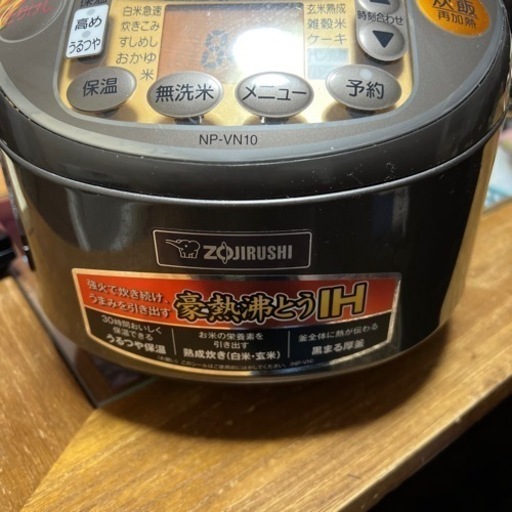 保温
高め
うるつや
白米急速
炊きこみ
すしめし
おかゆ
米
玄米熟成
雑穀米
ケーキ
時刻合わせ
炊飯
再加熱
保温
無洗米
メニュー
予約
NP-VN10
ZOJIRUSHI
強火で炊き続け、
うまみを引き出す
豪熱沸とうIH
30時間おいしく
保温できる
うるつや保温
お米の栄養素を
引き出す
熟成炊き(白米・玄米)
釜全体に熱が伝わる
黒まる厚釜